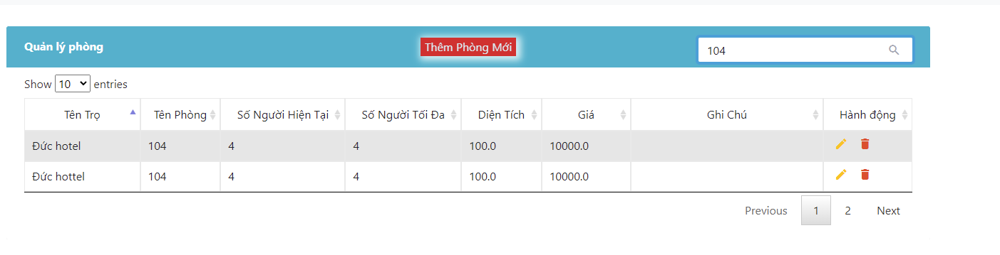 Quản lý phòng Thêm Phòng Mới 104
Show 10 entries
Tên Trọ Tên Phòng Số Người Hiện Tại Số Người Tối Đa Diện Tích Giá Ghi Chú Hành động
Đức hotel 104 4 4 100.0 10000.0
Đức hottel 104 4 4 100.0 10000.0
Previous 1 2 Next